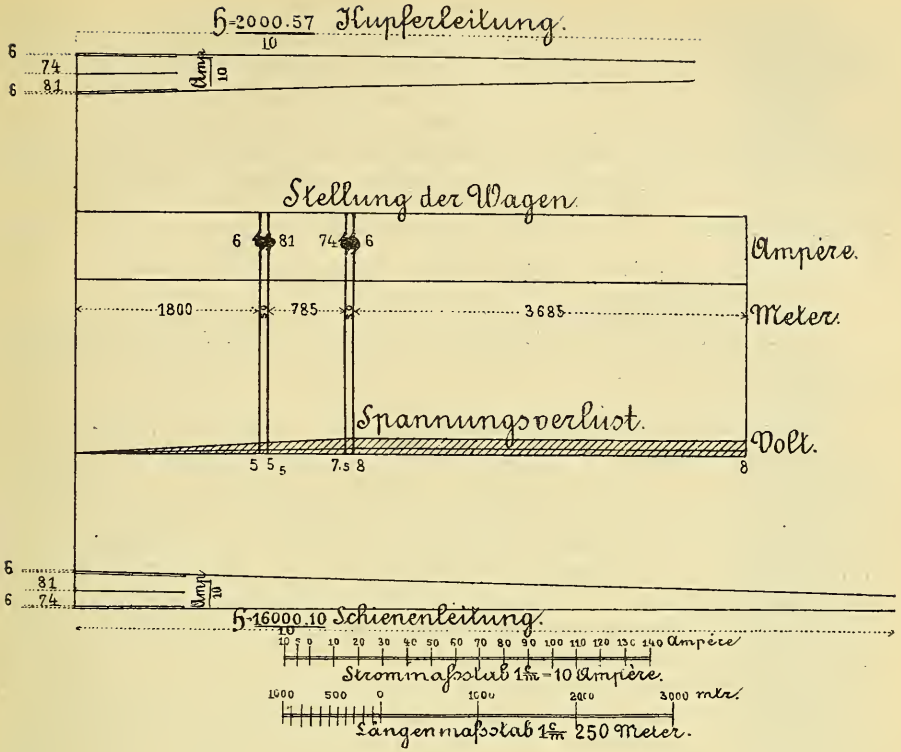 H=2000.57 Kupferleitung.
10
6
74
81
6
Amp
10
Stellung der Wagen.
6 81 74 6
Ampère.
1800 785 3685
Meter.
Spannungsverlust.
Volt.
5 5 5 7.5 8 8
6
81
74
6
Amp
10
H=16000.10 Schienenleitung.
10
10 5 0 10 20 30 40 50 60 70 80 90 100 110 120 130 140 Ampère
Strommaßstab 1 c/m = 10 Ampère.
1000 500 0 1000 2000 3000 mtr.
Längenmaßstab 1 c/m 250 Meter.